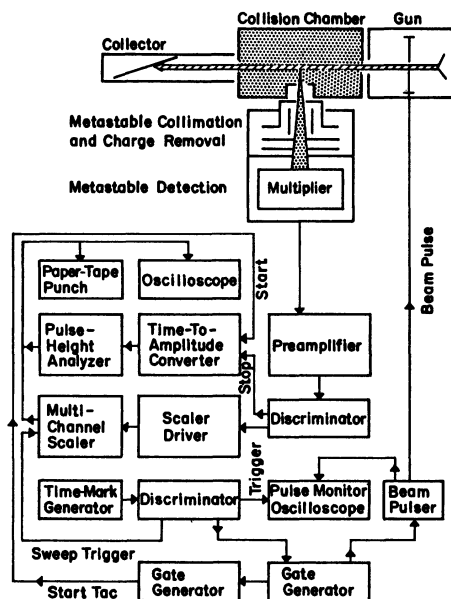 Collision Chamber
Gun
Collector
Metastable Collimation
and Charge Removal
Metastable Detection
Multiplier
Beam Pulse
Start
Paper-Tape
Punch
Oscilloscope
Pulse-
Height
Analyzer
Time-To-
Amplitude
Converter
Preamplifier
Stop
Multi-
Channel
Scaler
Scaler
Driver
Discriminator
Trigger
Time-Mark
Generator
Discriminator
Pulse Monitor
Oscilloscope
Beam
Pulser
Sweep Trigger
Start Tac
Gate
Generator
Gate
Generator